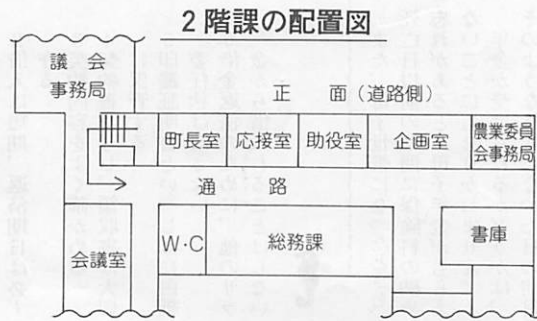 2階課の配置図
議会
事務局
正面(道路側)
町長室
応接室
助役室
企画室
農業委員
会事務局
通路
会議室
W・C
総務課
書庫